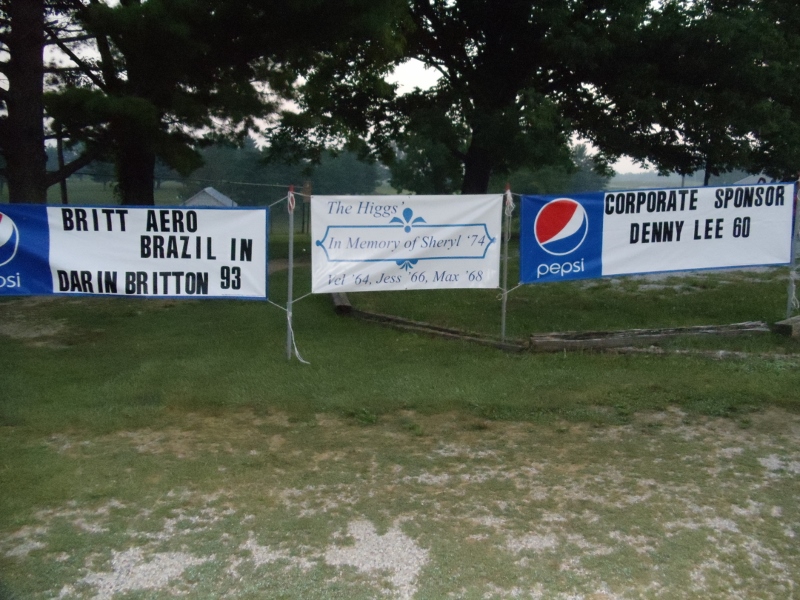 psi
BRITT AERO
BRAZIL IN
DARIN BRITTON 93
The Higgs'
In Memory of Sheryl '74
Vel '64, Jess '66, Max '68
pepsi
CORPORATE SPONSOR
DENNY LEE 60